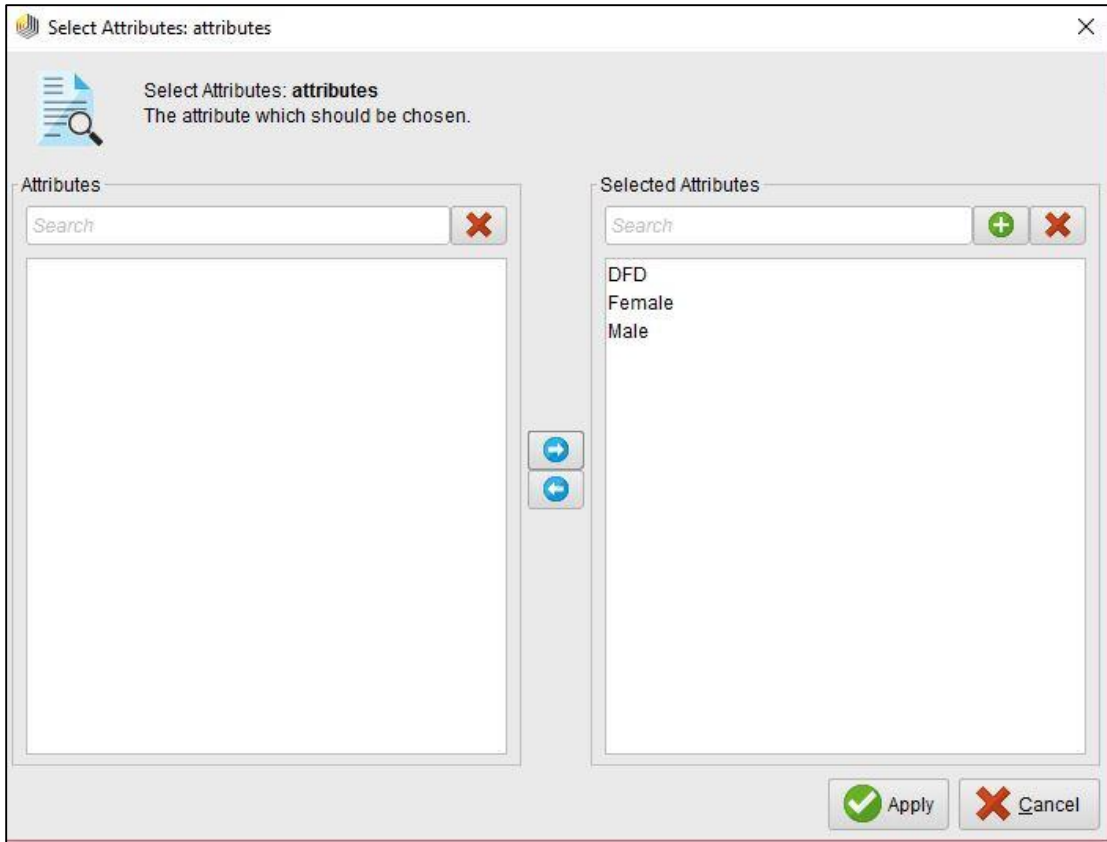 Select Attributes: attributes
Select Attributes: attributes
The attribute which should be chosen.
Attributes
Search
Selected Attributes
Search
DFD
Female
Male
Apply
Cancel